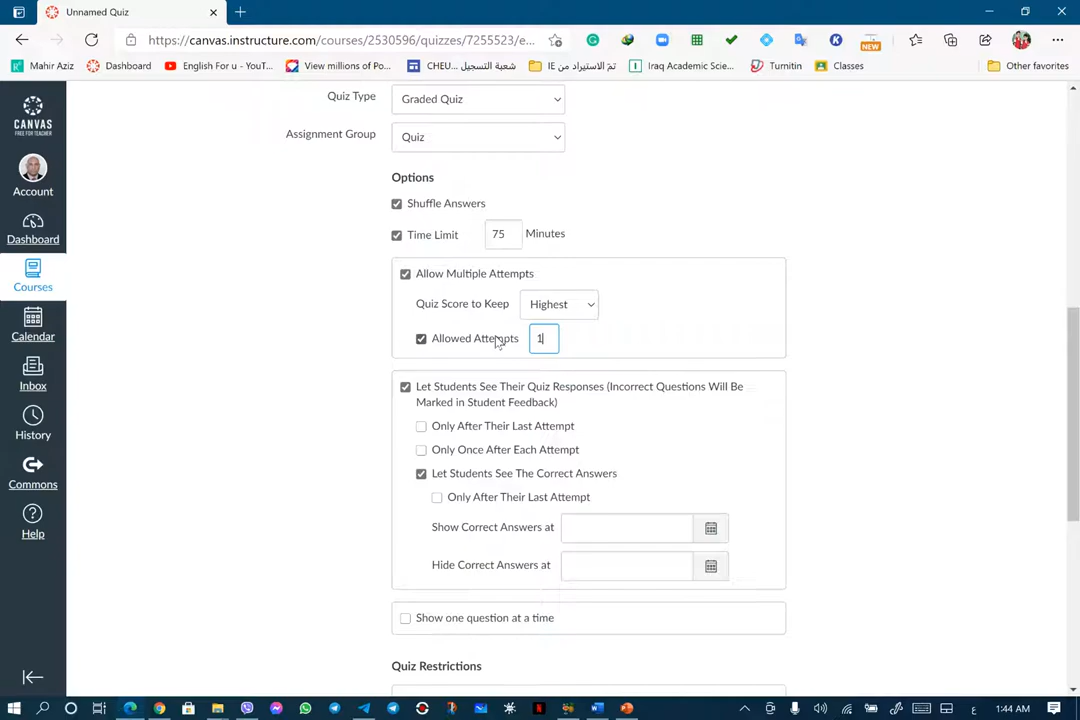 Unnamed Quiz
https://canvas.instructure.com/courses/2530596/quizzes/7255523/e...
NEW
Mahir Aziz
Dashboard
English For u - YouT...
View millions of Po...
CHEU... شعبة التسجيل
تمّ الاستيراد من IE
Iraq Academic Scie...
Turnitin
Classes
Other favorites
CANVAS
FREE FOR TEACHER
Account
Dashboard
Courses
Calendar
Inbox
History
Commons
Help
Quiz Type
Graded Quiz
Assignment Group
Quiz
Options
Shuffle Answers
Time Limit 75 Minutes
Allow Multiple Attempts
Quiz Score to Keep Highest
Allowed Attempts 1
Let Students See Their Quiz Responses (Incorrect Questions Will Be
Marked in Student Feedback)
Only After Their Last Attempt
Only Once After Each Attempt
Let Students See The Correct Answers
Only After Their Last Attempt
Show Correct Answers at
Hide Correct Answers at
Show one question at a time
Quiz Restrictions
ع
1:44 AM